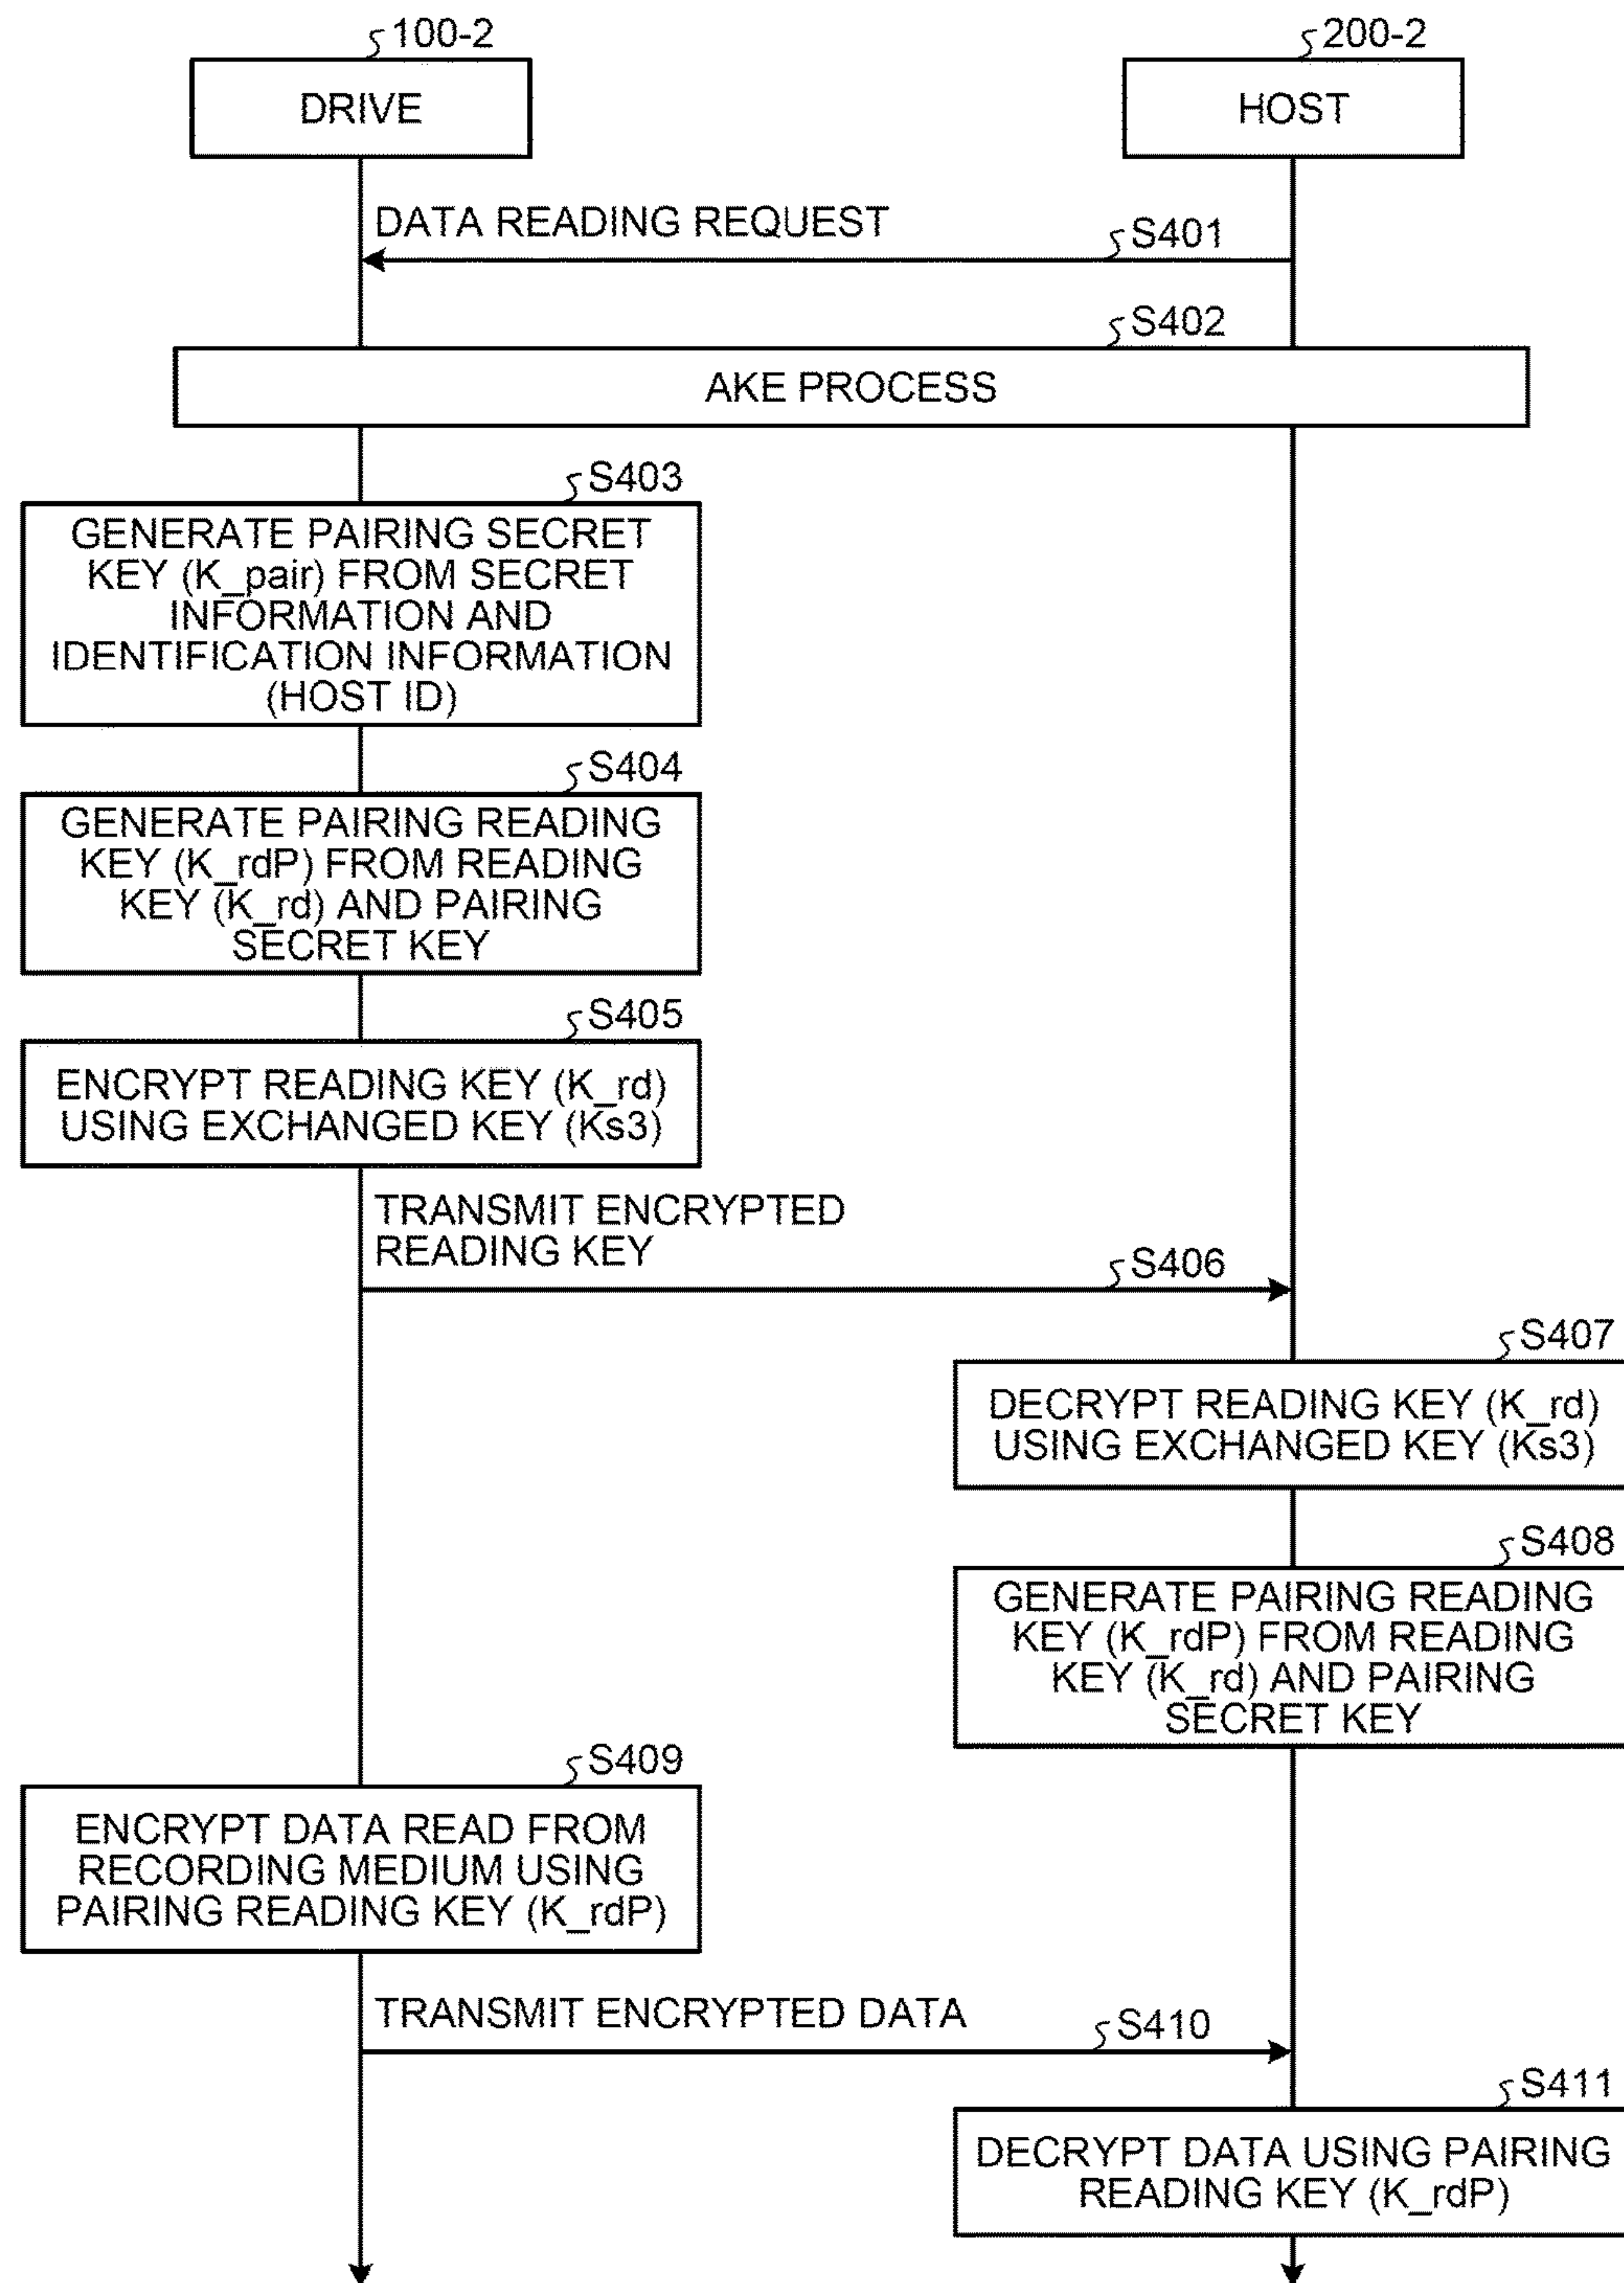 100-2
200-2
DRIVE
HOST
DATA READING REQUEST
S401
S402
AKE PROCESS
S403
GENERATE PAIRING SECRET
KEY (K_pair) FROM SECRET
INFORMATION AND
IDENTIFICATION INFORMATION
(HOST ID)
S404
GENERATE PAIRING READING
KEY (K_rdP) FROM READING
KEY (K_rd) AND PAIRING
SECRET KEY
S405
ENCRYPT READING KEY (K_rd)
USING EXCHANGED KEY (Ks3)
TRANSMIT ENCRYPTED
READING KEY
S406
S407
DECRYPT READING KEY (K_rd)
USING EXCHANGED KEY (Ks3)
S408
GENERATE PAIRING READING
KEY (K_rdP) FROM READING
KEY (K_rd) AND PAIRING
SECRET KEY
S409
ENCRYPT DATA READ FROM
RECORDING MEDIUM USING
PAIRING READING KEY (K_rdP)
TRANSMIT ENCRYPTED DATA
S410
S411
DECRYPT DATA USING PAIRING
READING KEY (K_rdP)